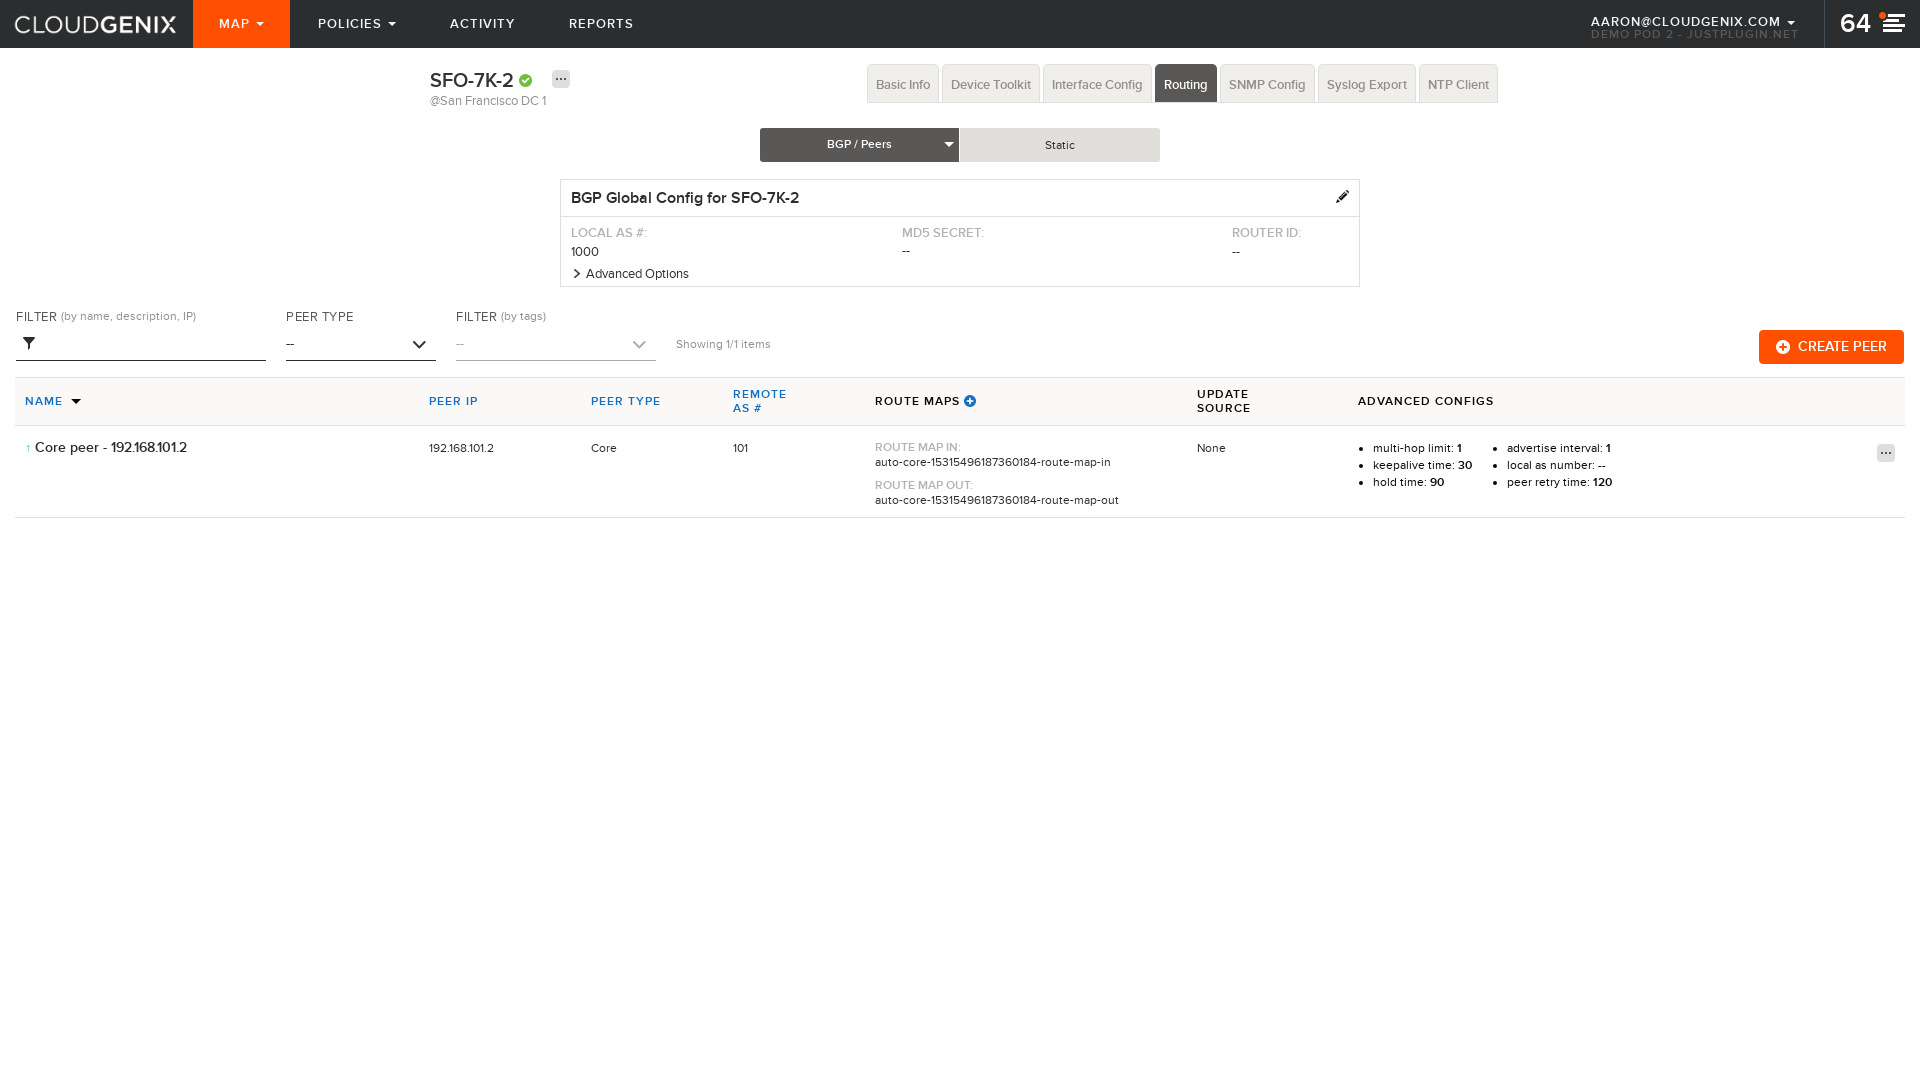 CLOUDGENIX
MAP
POLICIES
ACTIVITY
REPORTS
AARON@CLOUDGENIX.COM
DEMO POD 2 - JUSTPLUGIN.NET
64
SFO-7K-2
@San Francisco DC 1
Basic Info
Device Toolkit
Interface Config
Routing
SNMP Config
Syslog Export
NTP Client
BGP / Peers
Static
BGP Global Config for SFO-7K-2
LOCAL AS #:
1000
MD5 SECRET:
--
ROUTER ID:
--
Advanced Options
FILTER (by name, description, IP)
PEER TYPE
--
FILTER (by tags)
--
Showing 1/1 items
CREATE PEER
NAME
PEER IP
PEER TYPE
REMOTE
AS #
ROUTE MAPS
UPDATE
SOURCE
ADVANCED CONFIGS
↑ Core peer - 192.168.101.2
192.168.101.2
Core
101
ROUTE MAP IN:
auto-core-15315496187360184-route-map-in
ROUTE MAP OUT:
auto-core-15315496187360184-route-map-out
None
• multi-hop limit: 1
• keepalive time: 30
• hold time: 90
• advertise interval: 1
• local as number: --
• peer retry time: 120